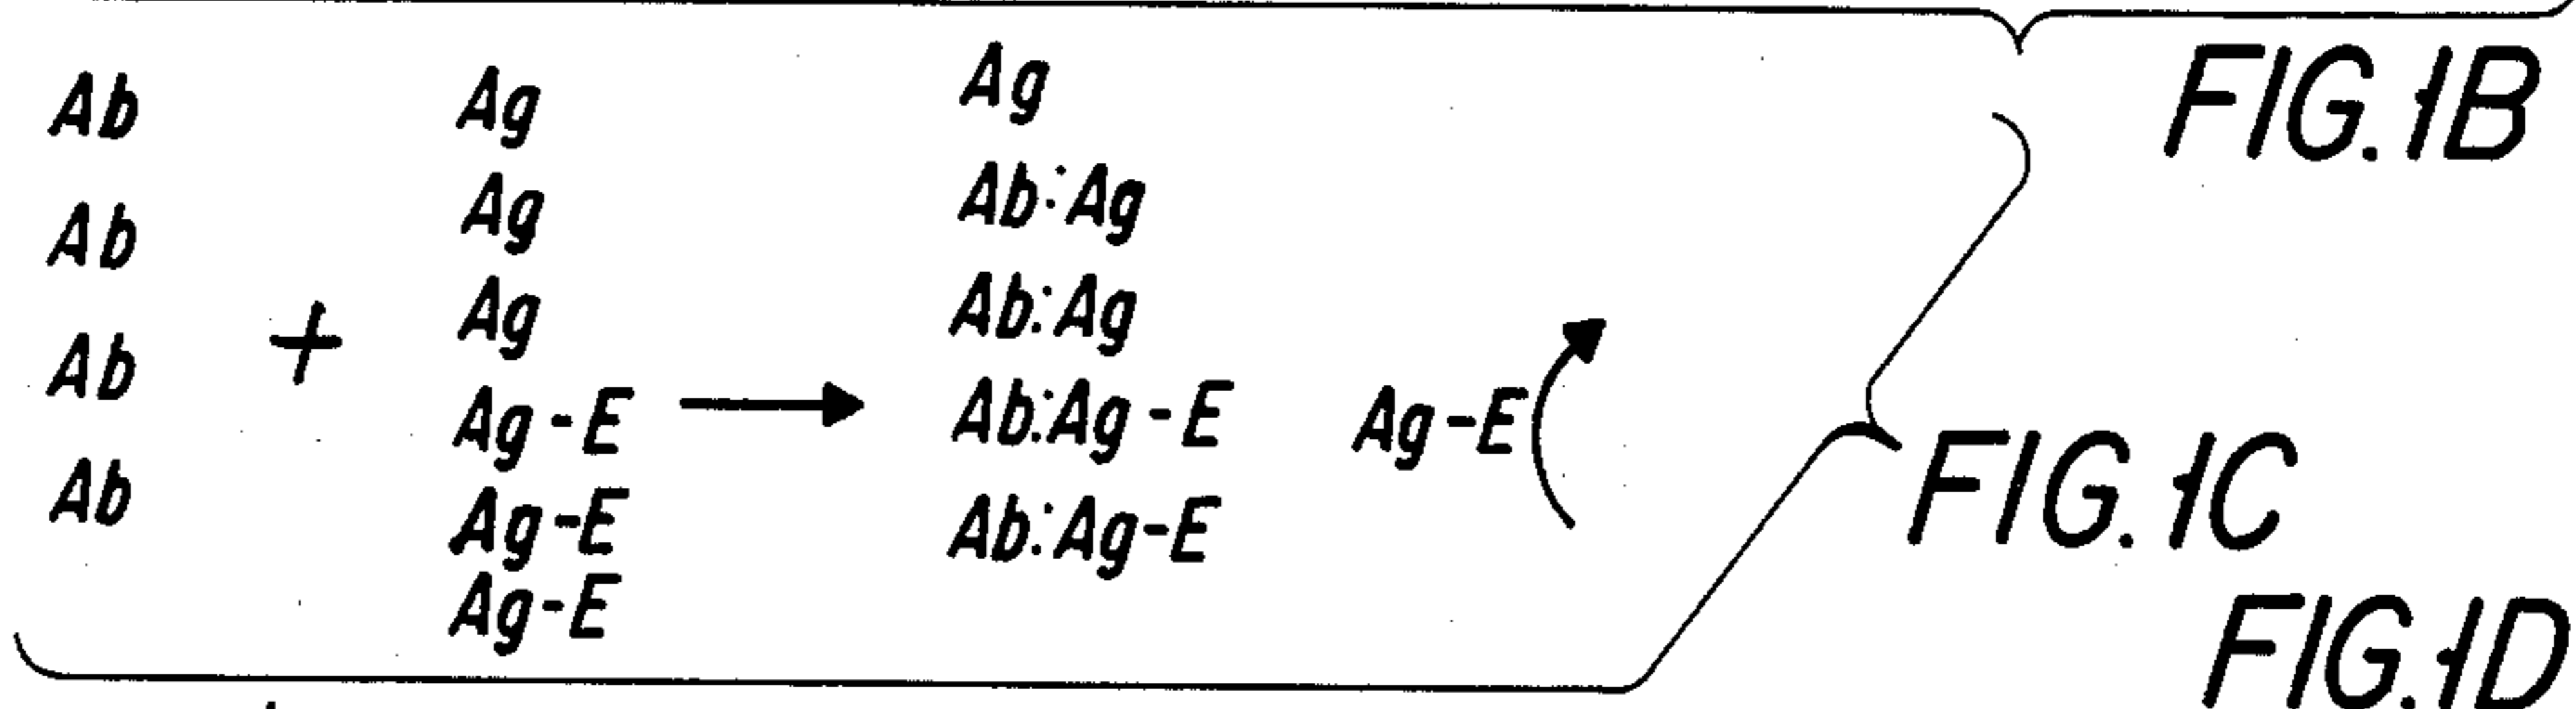 FIG. 1B
Ab
Ab
Ab
Ab
+
Ag
Ag
Ag
Ag-E
Ag-E
Ag-E
Ag
Ab:Ag
Ab:Ag
Ab:Ag-E
Ab:Ag-E
Ag-E
FIG. 1C
FIG. 1D